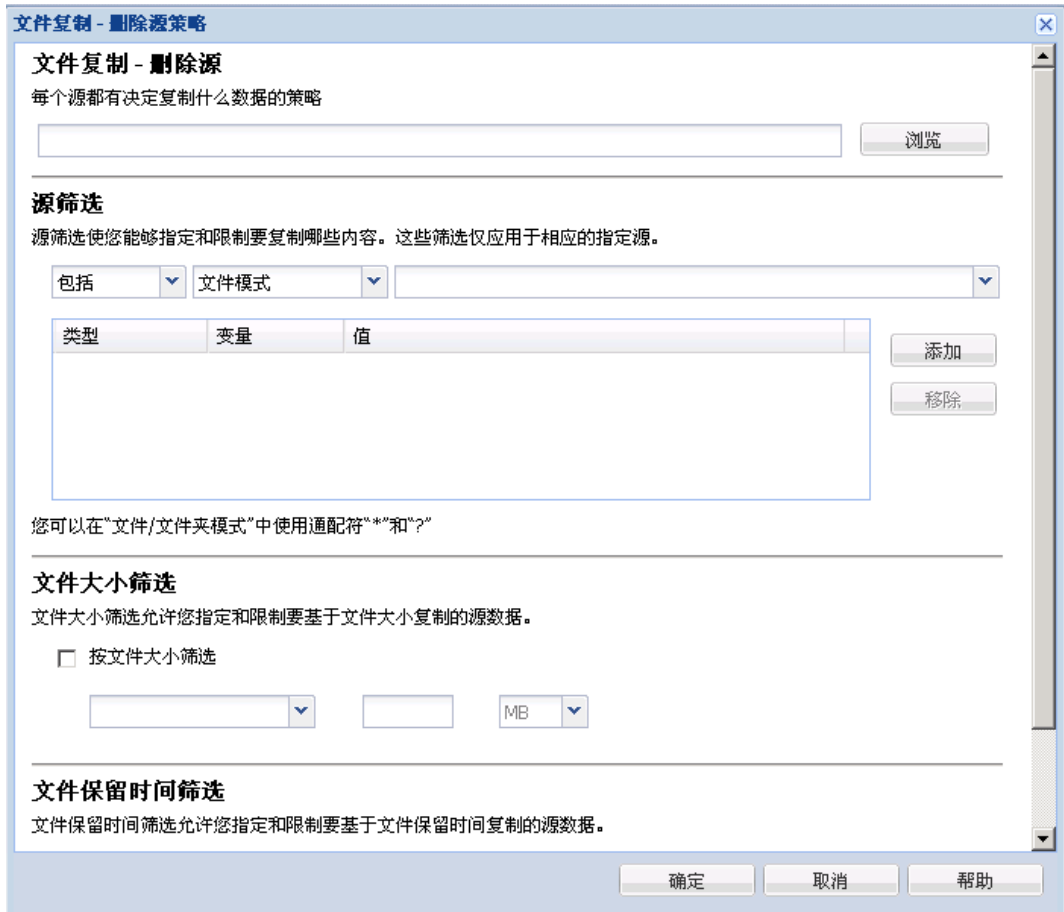 文件复制 - 删除源策略
文件复制 - 删除源
每个源都有决定复制什么数据的策略
浏览
源筛选
源筛选使您能够指定和限制要复制哪些内容。这些筛选仅应用于相应的指定源。
包括 文件模式
类型 变量 值
添加
移除
您可以在“文件/文件夹模式”中使用通配符“*”和“?”
文件大小筛选
文件大小筛选允许您指定和限制要基于文件大小复制的源数据。
按文件大小筛选
MB
文件保留时间筛选
文件保留时间筛选允许您指定和限制要基于文件保留时间复制的源数据。
确定 取消 帮助